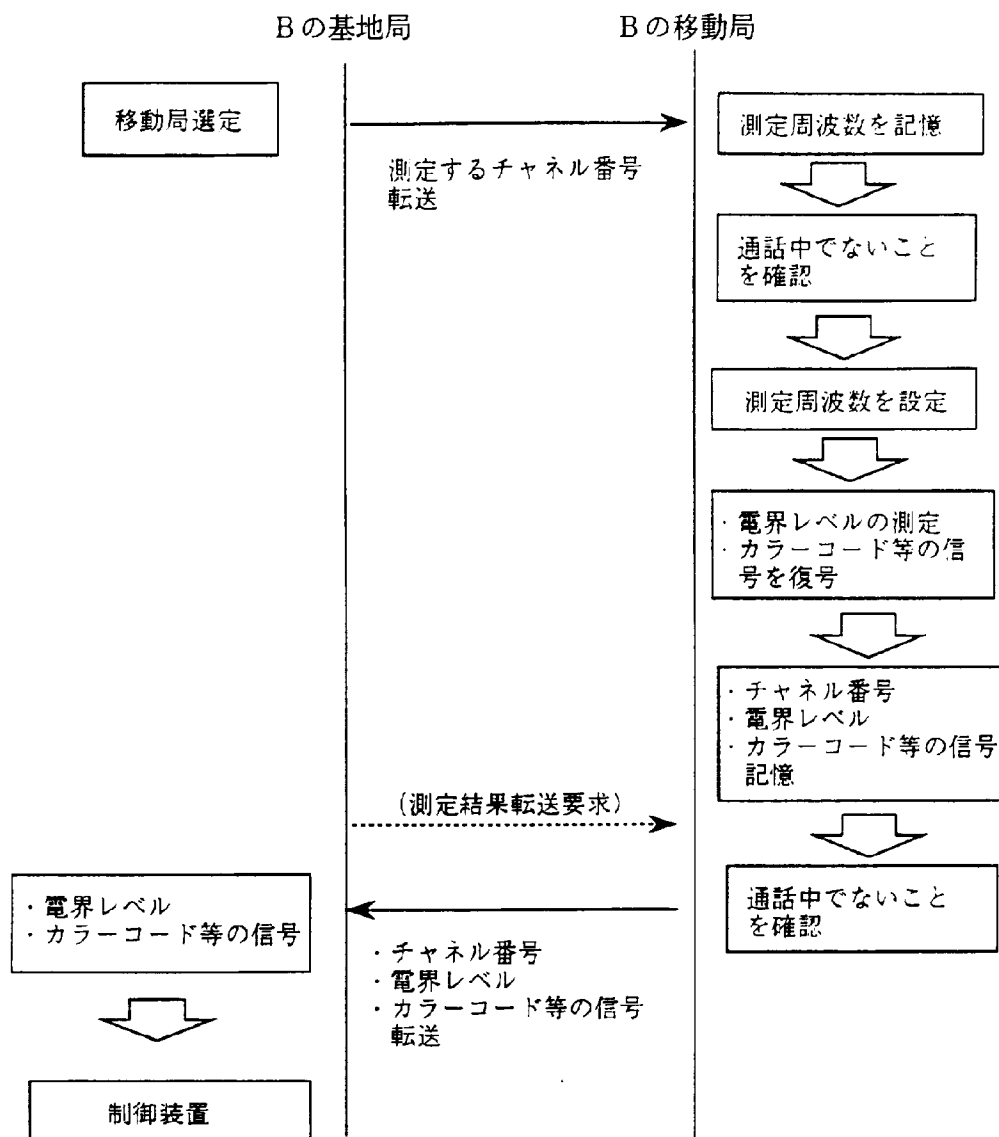 Bの基地局
Bの移動局
移動局選定
測定するチャネル番号
転送
測定周波数を記憶
通話中でないこと
を確認
測定周波数を設定
・電界レベルの測定
・カラーコード等の信
号を復号
・チャネル番号
・電界レベル
・カラーコード等の信号
記憶
(測定結果転送要求)
通話中でないこと
を確認
・チャネル番号
・電界レベル
・カラーコード等の信号
転送
・電界レベル
・カラーコード等の信号
制御装置